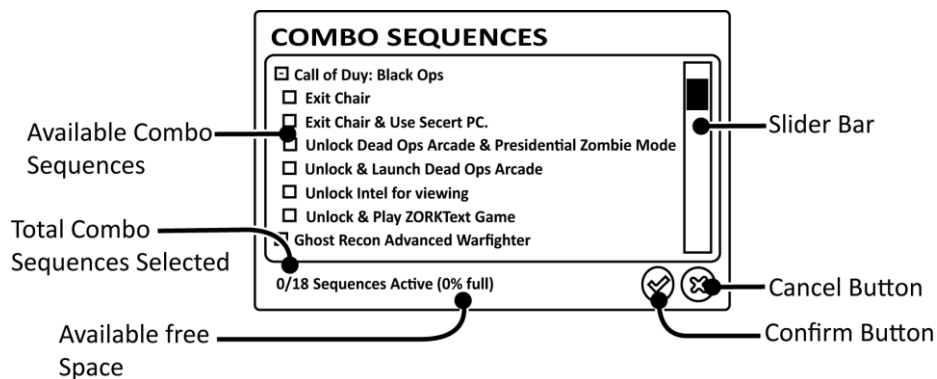 COMBO SEQUENCES
Call of Duy: Black Ops
Exit Chair
Exit Chair & Use Secert PC.
Unlock Dead Ops Arcade & Presidential Zombie Mode
Unlock & Launch Dead Ops Arcade
Unlock Intel for viewing
Unlock & Play ZORKText Game
Ghost Recon Advanced Warfighter
0/18 Sequences Active (0% full)
Available Combo
Sequences
Total Combo
Sequences Selected
Available free
Space
Slider Bar
Cancel Button
Confirm Button